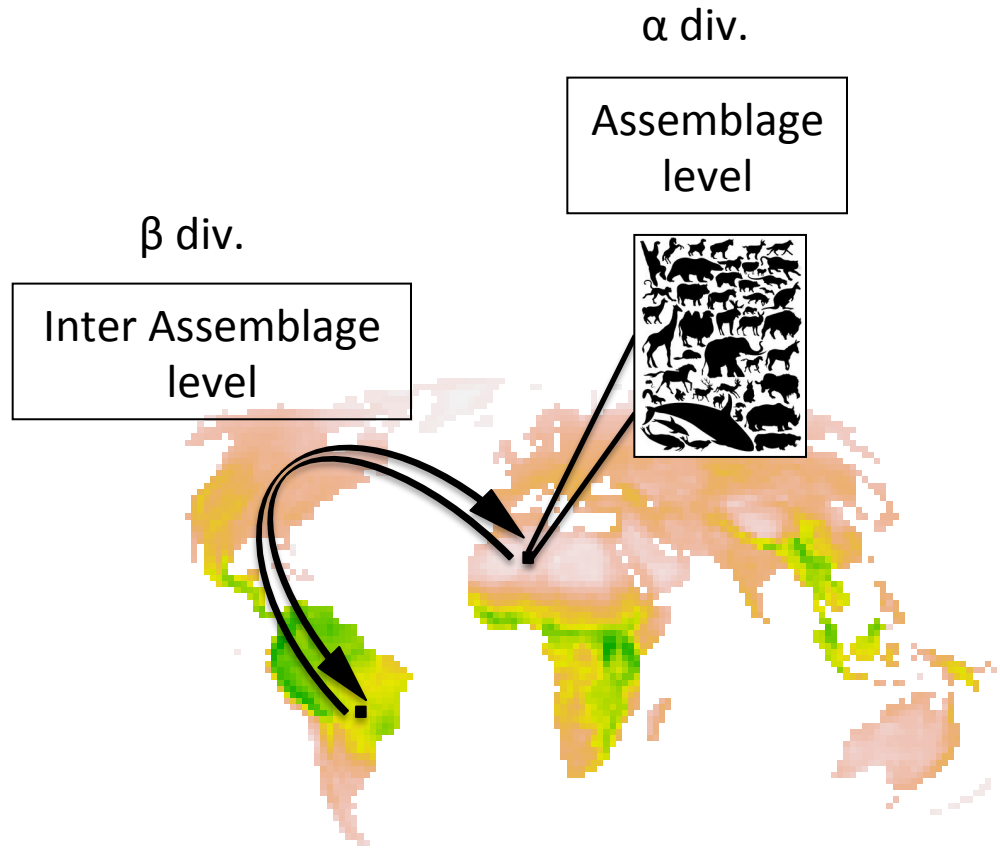 α div.
Assemblage
level
β div.
Inter Assemblage
level